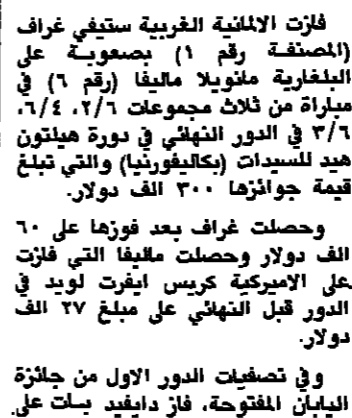 فازت الالمانية الغربية ستيفي غراف
(المصنفة رقم ١) بصعوبة على
البلغارية مانويلا ماليفا (رقم ٦) في
مباراة من ثلاث مجموعات ٢/٦، ٦/٤،
٣/٦ في الدور النهائي في دورة هيلتون
هيد للسيدات (بكاليفورنيا) والتي تبلغ
قيمة جوائزها ٣٠٠ الف دولار.
وحصلت غراف بعد فوزها على ٦٠
الف دولار وحصلت ماليفا التي فازت
على الاميركية كريس ايفرت لويد في
الدور قبل النهائي على مبلغ ٢٧ الف
دولار.
وفي تصفيات الدور الاول من جائزة
اليابان المفتوحة، فاز دايفيد بات على